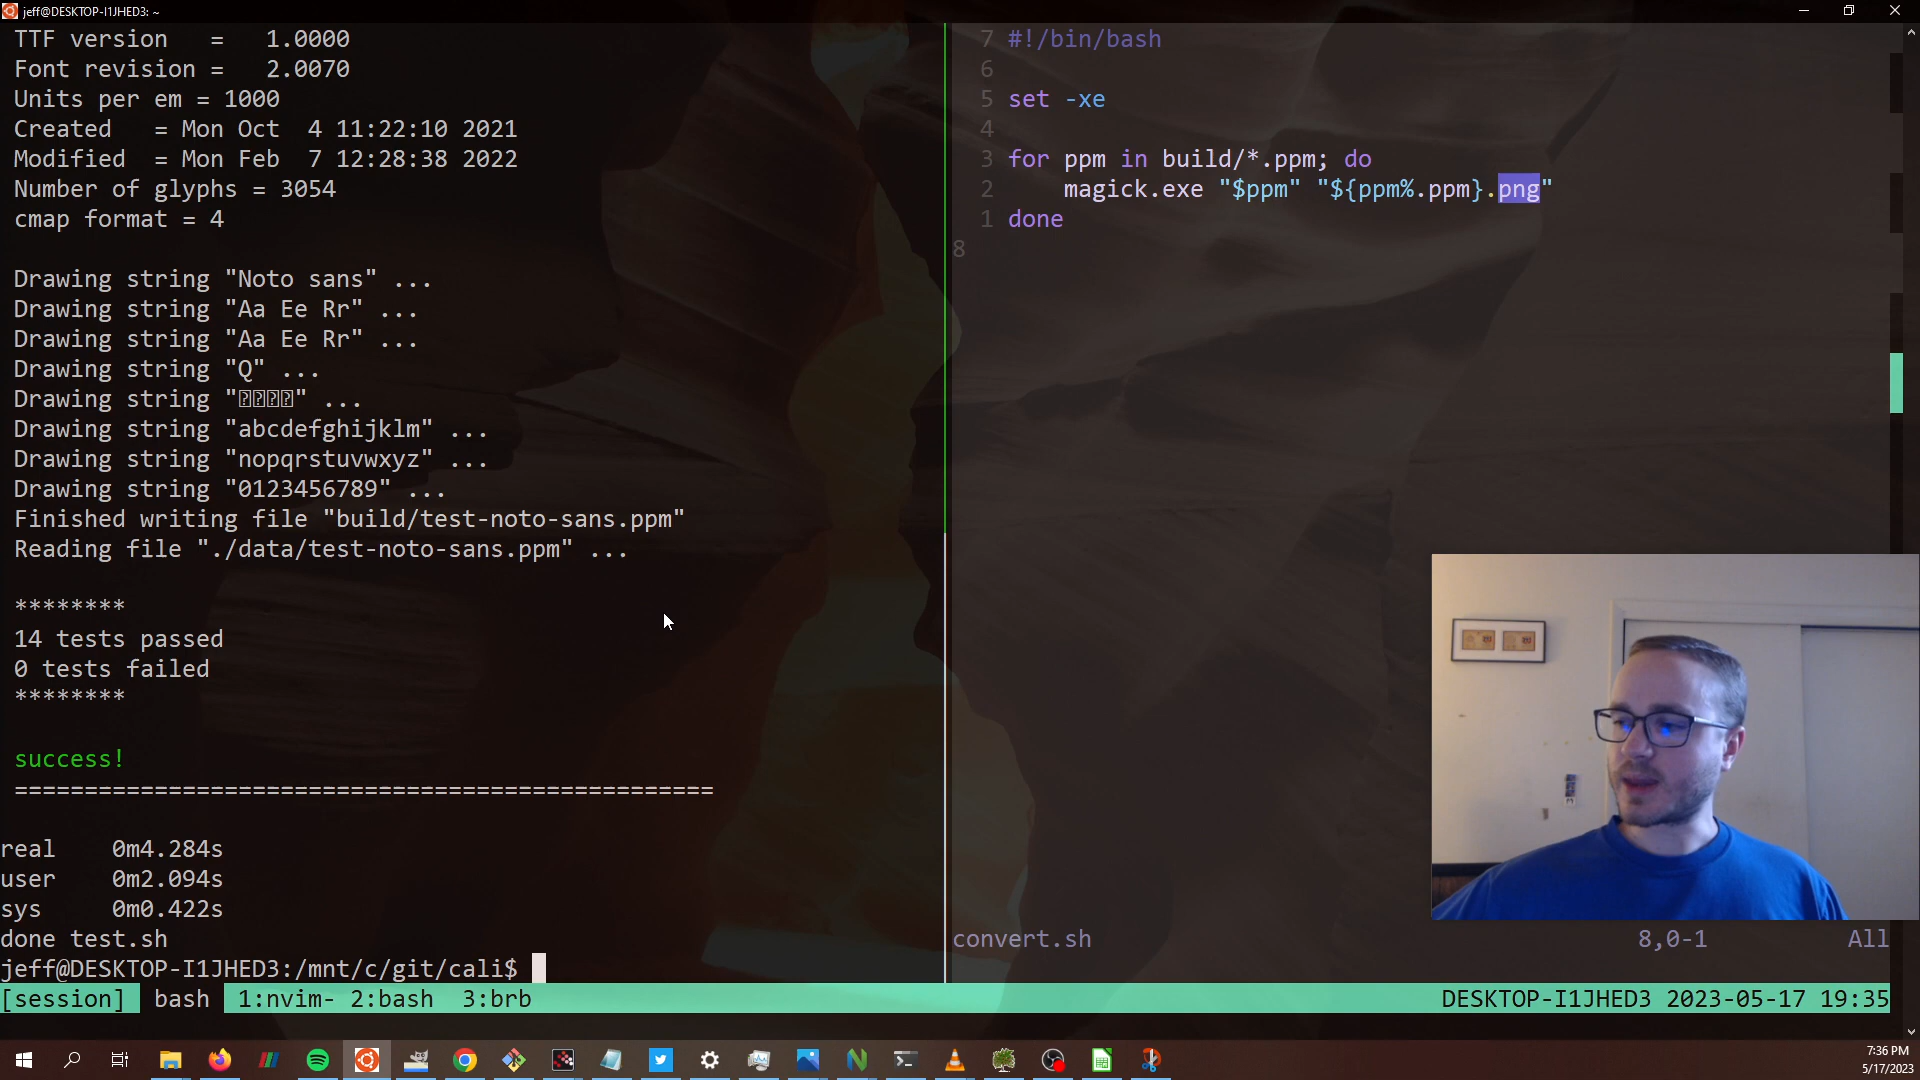 jeff@DESKTOP-I1JHED3: ~
TTF version   =   1.0000
Font revision =   2.0070
Units per em = 1000
Created   = Mon Oct  4 11:22:10 2021
Modified  = Mon Feb  7 12:28:38 2022
Number of glyphs = 3054
cmap format = 4
Drawing string "Noto sans" ...
Drawing string "Aa Ee Rr" ...
Drawing string "Aa Ee Rr" ...
Drawing string "Q" ...
Drawing string "" ...
Drawing string "abcdefghijklm" ...
Drawing string "nopqrstuvwxyz" ...
Drawing string "0123456789" ...
Finished writing file "build/test-noto-sans.ppm"
Reading file "./data/test-noto-sans.ppm" ...
********
14 tests passed
0 tests failed
********
success!
==================================================
real    0m4.284s
user    0m2.094s
sys     0m0.422s
done test.sh
jeff@DESKTOP-I1JHED3:/mnt/c/git/cali$
7 #!/bin/bash
6
5 set -xe
4
3 for ppm in build/*.ppm; do
2     magick.exe "$ppm" "${ppm%.ppm}.png"
1 done
8
convert.sh 8,0-1 All
[session] bash 1:nvim- 2:bash  3:brb DESKTOP-I1JHED3 2023-05-17 19:35
7:36 PM
5/17/2023